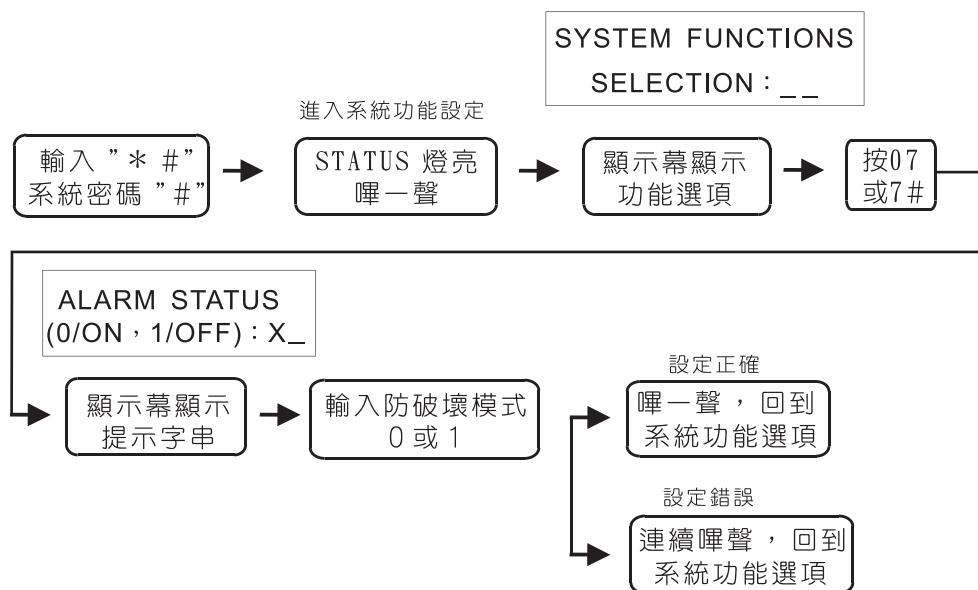 SYSTEM FUNCTIONS
SELECTION：_ _
進入系統功能設定
輸入 ”＊ #”
系統密碼 ”#”
STATUS 燈亮
嗶一聲
顯示幕顯示
功能選項
按07
或7#
ALARM STATUS
(0/ON，1/OFF)：X_
顯示幕顯示
提示字串
輸入防破壞模式
0 或 1
設定正確
嗶一聲，回到
系統功能選項
設定錯誤
連續嗶聲，回到
系統功能選項